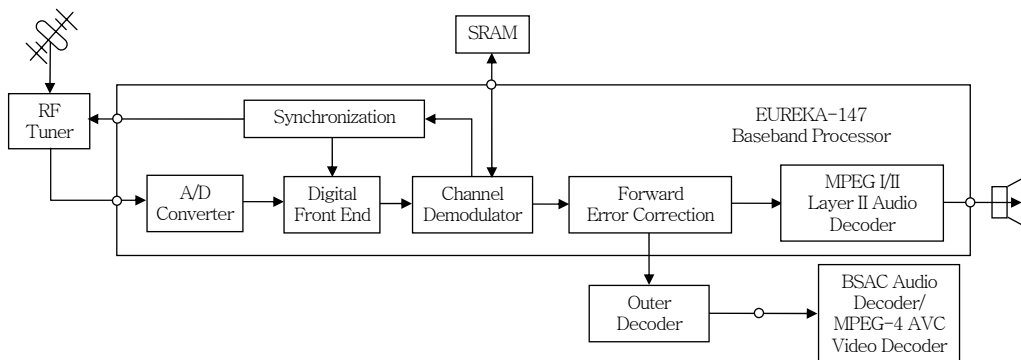 SRAM
RF
Tuner
Synchronization
EUREKA-147
Baseband Processor
A/D
Converter
Digital
Front End
Channel
Demodulator
Forward
Error Correction
MPEG I/II
Layer II Audio
Decoder
Outer
Decoder
BSAC Audio
Decoder/
MPEG-4 AVC
Video Decoder